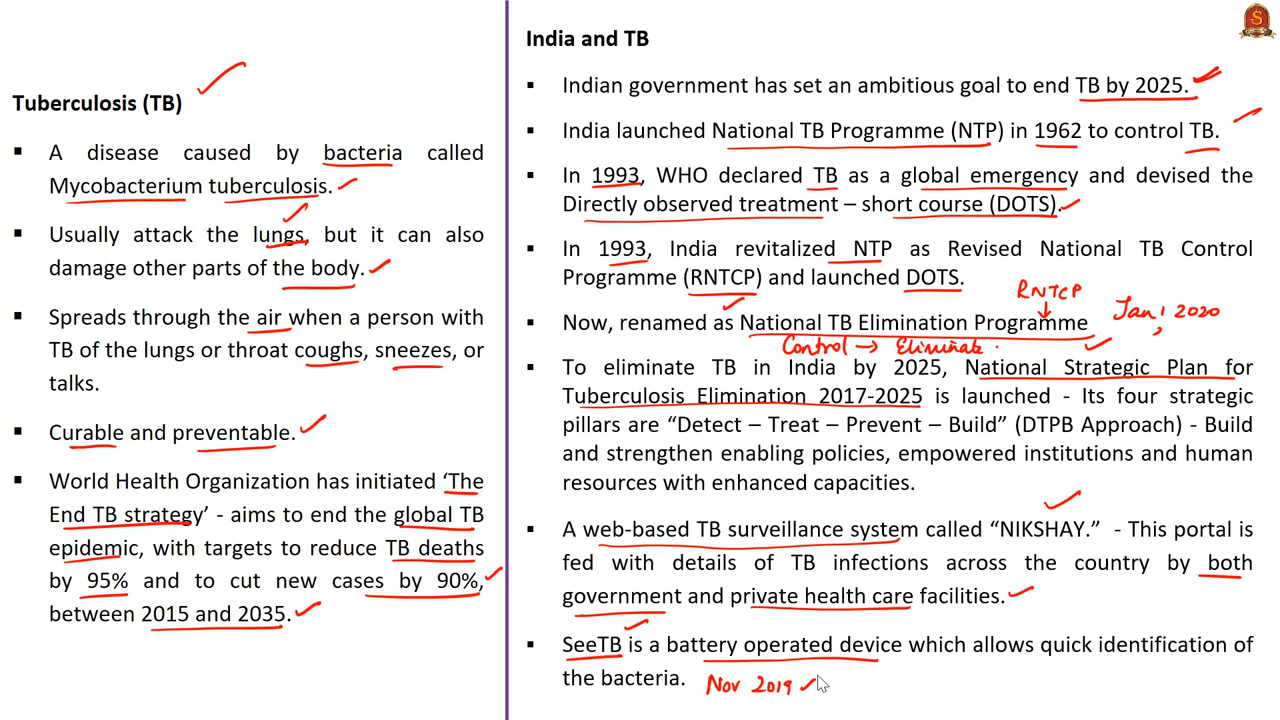 Tuberculosis (TB)
▪ A disease caused by bacteria called
Mycobacterium tuberculosis.
▪ Usually attack the lungs, but it can also
damage other parts of the body.
▪ Spreads through the air when a person with
TB of the lungs or throat coughs, sneezes, or
talks.
▪ Curable and preventable.
▪ World Health Organization has initiated ‘The
End TB strategy’ - aims to end the global TB
epidemic, with targets to reduce TB deaths
by 95% and to cut new cases by 90%,
between 2015 and 2035.
India and TB
▪ Indian government has set an ambitious goal to end TB by 2025.
▪ India launched National TB Programme (NTP) in 1962 to control TB.
▪ In 1993, WHO declared TB as a global emergency and devised the
Directly observed treatment – short course (DOTS).
▪ In 1993, India revitalized NTP as Revised National TB Control
Programme (RNTCP) and launched DOTS.
RNTCP
Jan 1, 2020
▪ Now, renamed as National TB Elimination Programme
Control → Eliminate
▪ To eliminate TB in India by 2025, National Strategic Plan for
Tuberculosis Elimination 2017-2025 is launched - Its four strategic
pillars are “Detect – Treat – Prevent – Build” (DTPB Approach) - Build
and strengthen enabling policies, empowered institutions and human
resources with enhanced capacities.
▪ A web-based TB surveillance system called “NIKSHAY.” - This portal is
fed with details of TB infections across the country by both
government and private health care facilities.
▪ SeeTB is a battery operated device which allows quick identification of
the bacteria.
Nov 2019